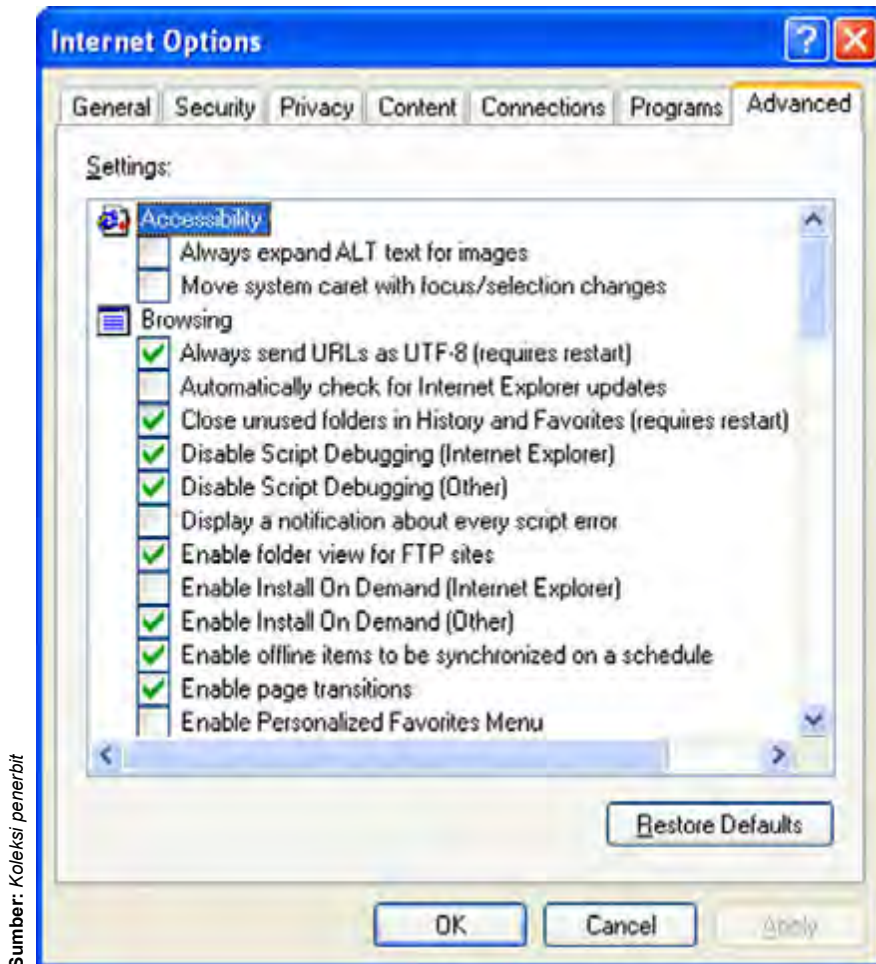 Internet Options
General Security Privacy Content Connections Programs Advanced
Settings:
Accessibility
Always expand ALT text for images
Move system caret with focus/selection changes
Browsing
Always send URLs as UTF-8 (requires restart)
Automatically check for Internet Explorer updates
Close unused folders in History and Favorites (requires restart)
Disable Script Debugging (Internet Explorer)
Disable Script Debugging (Other)
Display a notification about every script error
Enable folder view for FTP sites
Enable Install On Demand (Internet Explorer)
Enable Install On Demand (Other)
Enable offline items to be synchronized on a schedule
Enable page transitions
Enable Personalized Favorites Menu
Restore Defaults
OK Cancel Apply
Sumber: Koleksi penerbit